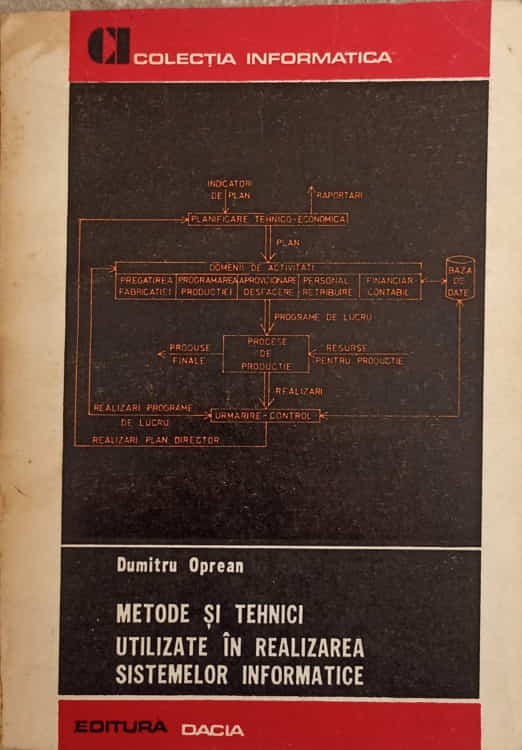 CI COLECȚIA INFORMATICA
INDICATORI
DE PLAN
RAPORTARI
PLANIFICARE TEHNICO-ECONOMICA
PLAN
DOMENII DE ACTIVITATI
PREGATIREA FABRICATIEI
PROGRAMAREA PRODUCTIEI
APROVIZIONARE DESFACERE
PERSONAL RETRIBUIRE
FINANCIAR CONTABIL
BAZA
DE
DATE
PROGRAME DE LUCRU
PRODUSE
FINALE
PROCESE
DE
PRODUCTIE
RESURSE
PENTRU PRODUCTIE
REALIZARI
REALIZARI PROGRAME
DE LUCRU
URMARIRE-CONTROL
REALIZARI PLAN DIRECTOR
Dumitru Oprean
METODE ȘI TEHNICI
UTILIZATE ÎN REALIZAREA
SISTEMELOR INFORMATICE
EDITURA DACIA